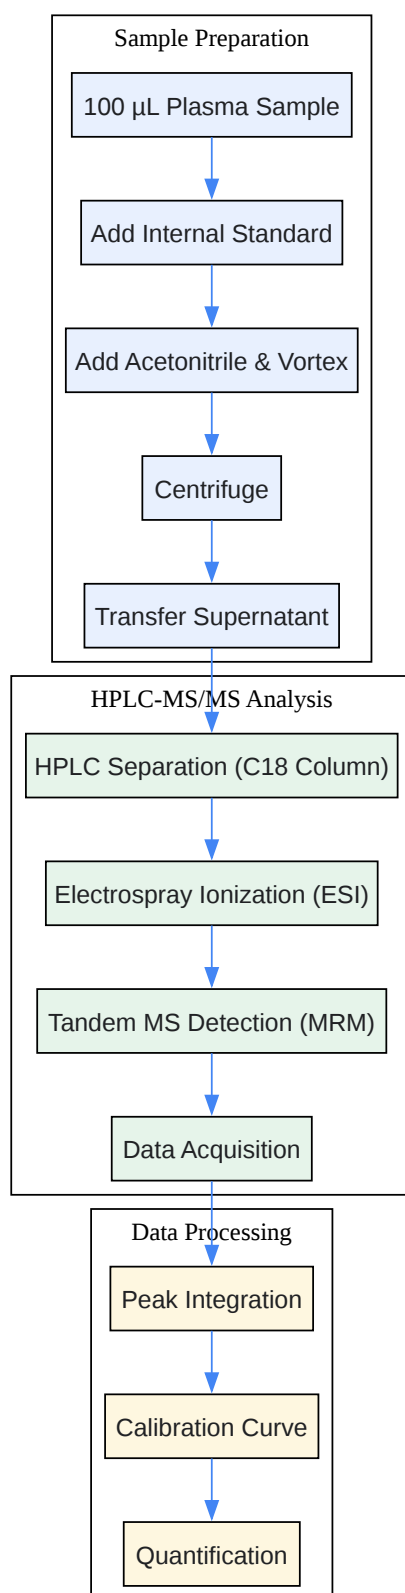 Sample Preparation
100 µL Plasma Sample
Add Internal Standard
Add Acetonitrile & Vortex
Centrifuge
Transfer Supernatant
HPLC-MS/MS Analysis
HPLC Separation (C18 Column)
Electrospray Ionization (ESI)
Tandem MS Detection (MRM)
Data Acquisition
Data Processing
Peak Integration
Calibration Curve
Quantification